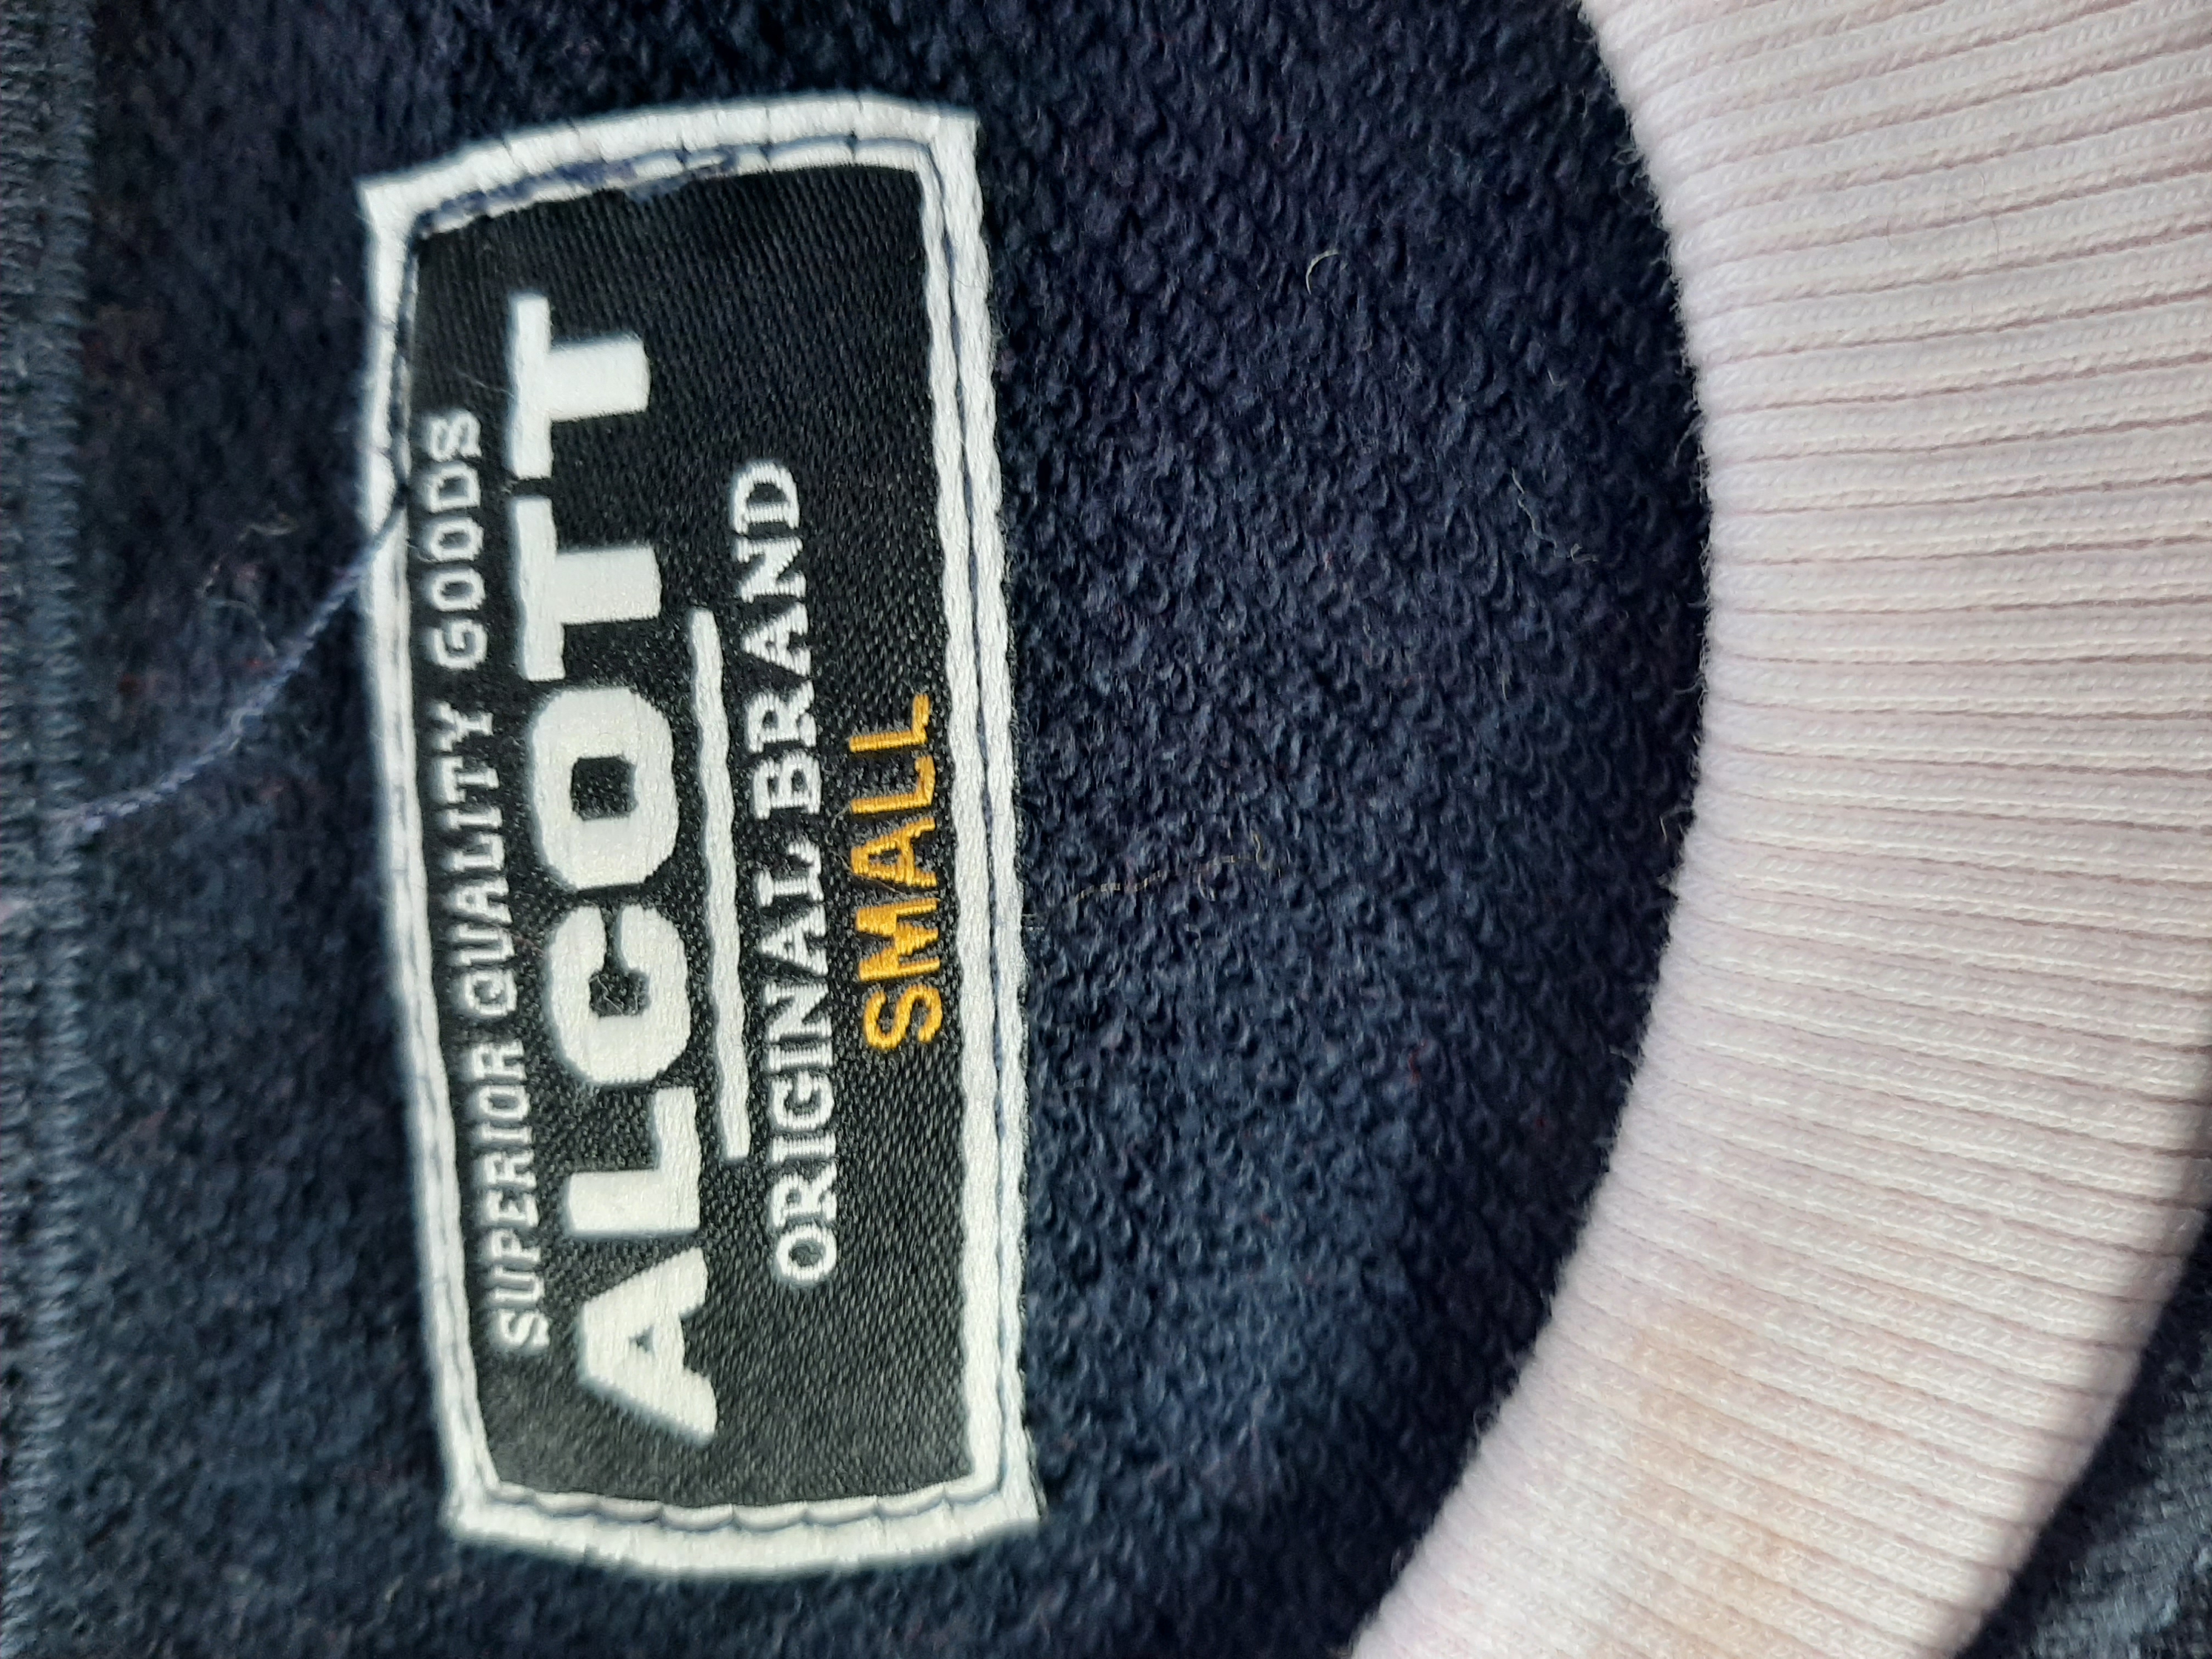 SUPERIOR QUALITY GOODS
ALCOTT
ORIGINAL BRAND
SMALL